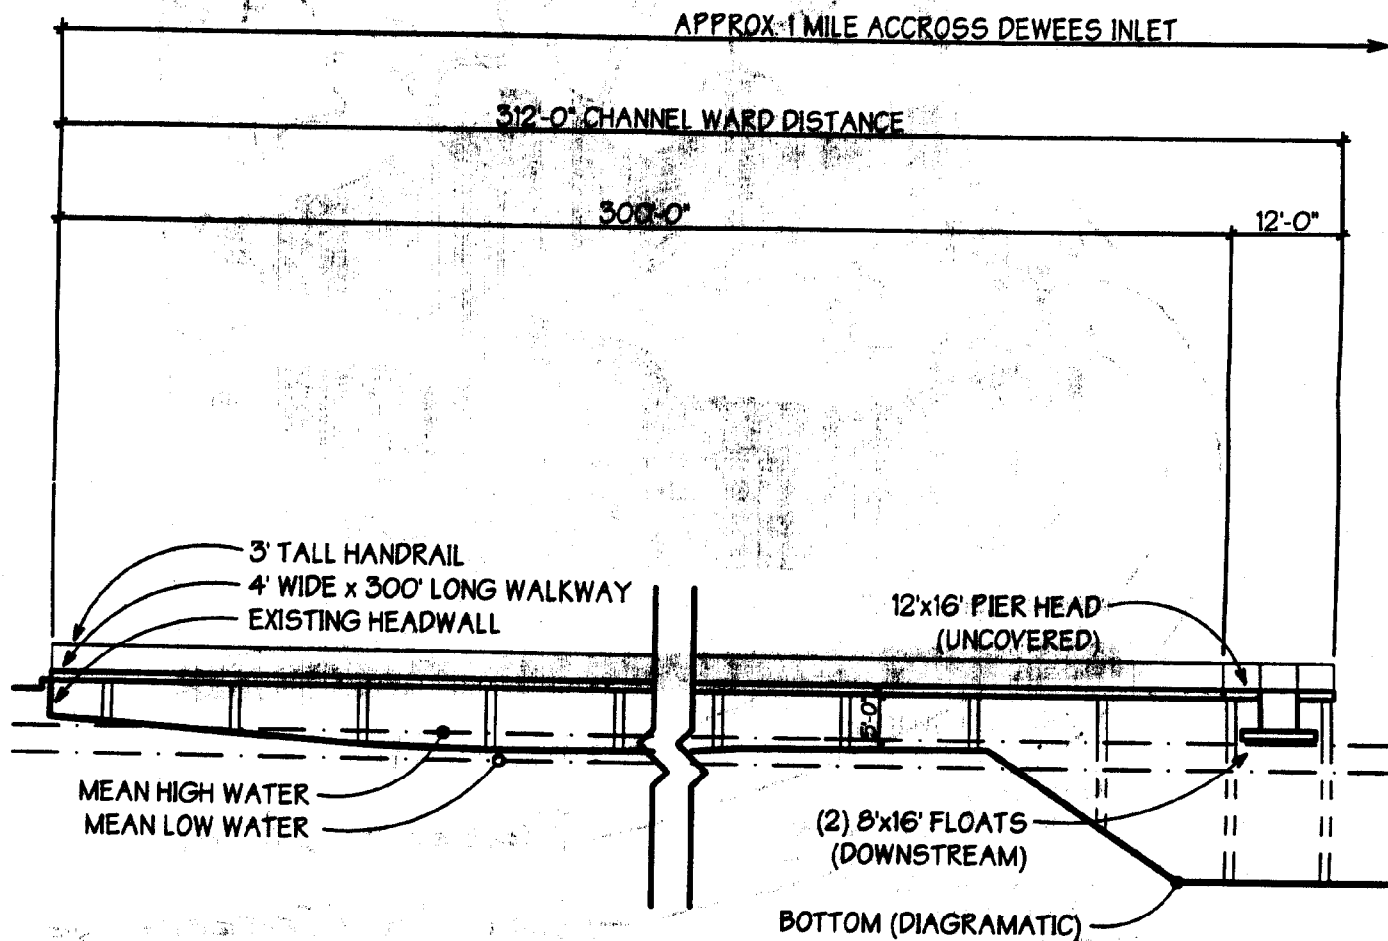 APPROX. 1 MILE ACCROSS DEWEES INLET
312'-0" CHANNEL WARD DISTANCE
300'-0"
12'-0"
3' TALL HANDRAIL
4' WIDE x 300' LONG WALKWAY
EXISTING HEADWALL
12'x16' PIER HEAD
(UNCOVERED)
5'-0"
MEAN HIGH WATER
MEAN LOW WATER
(2) 8'x16' FLOATS
(DOWNSTREAM)
BOTTOM (DIAGRAMATIC)